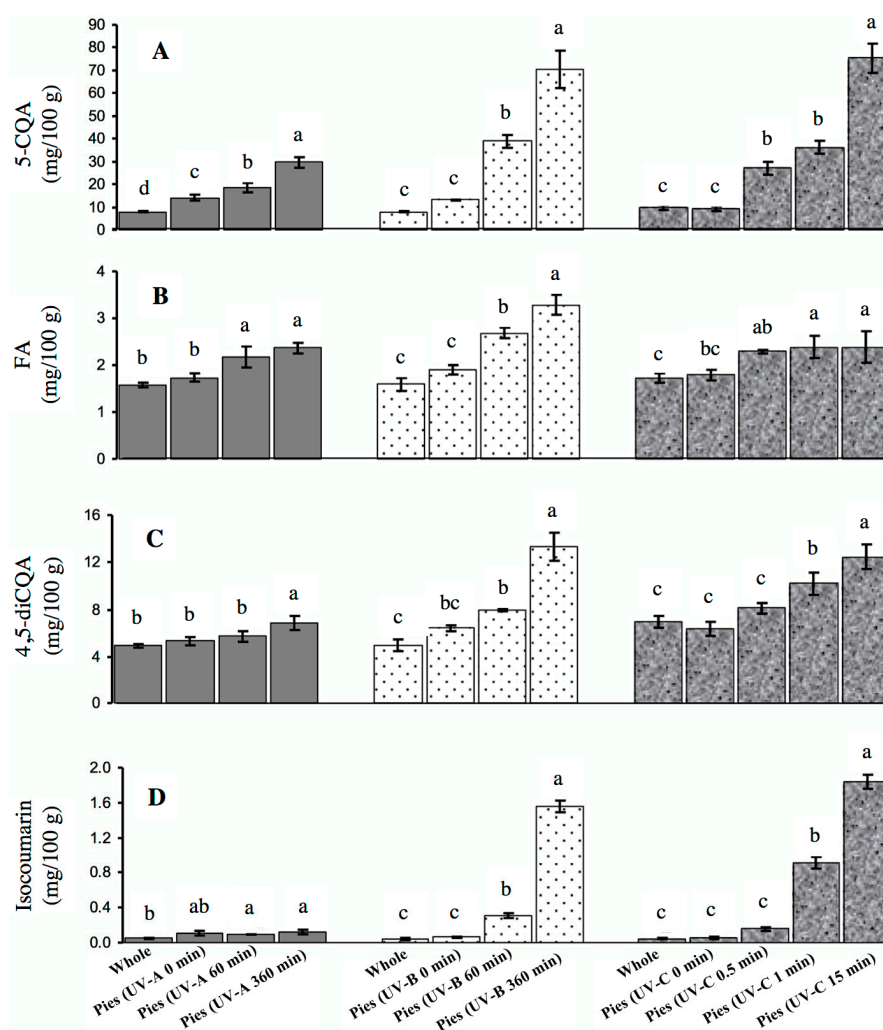 A
5-CQA
(mg/100 g)
90
80
70
60
50
40
30
20
10
0
d c b a
c c b a
c c b b a
B
FA
(mg/100 g)
4
3
2
1
0
b b a a
c c b a
c bc ab a a
C
4,5-diCQA
(mg/100 g)
16
12
8
4
0
b b b a
c bc b a
c c c b a
D
Isocoumarin
(mg/100 g)
2.0
1.6
1.2
0.8
0.4
0.0
b ab a a
c c b a
c c c b a
Whole
Pies (UV-A 0 min)
Pies (UV-A 60 min)
Pies (UV-A 360 min)
Whole
Pies (UV-B 0 min)
Pies (UV-B 60 min)
Pies (UV-B 360 min)
Whole
Pies (UV-C 0 min)
Pies (UV-C 0.5 min)
Pies (UV-C 1 min)
Pies (UV-C 15 min)